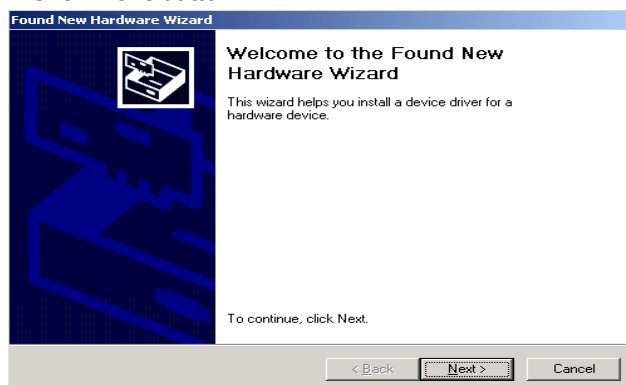 Found New Hardware Wizard
Welcome to the Found New
Hardware Wizard
This wizard helps you install a device driver for a
hardware device.
To continue, click Next.
< Back Next > Cancel